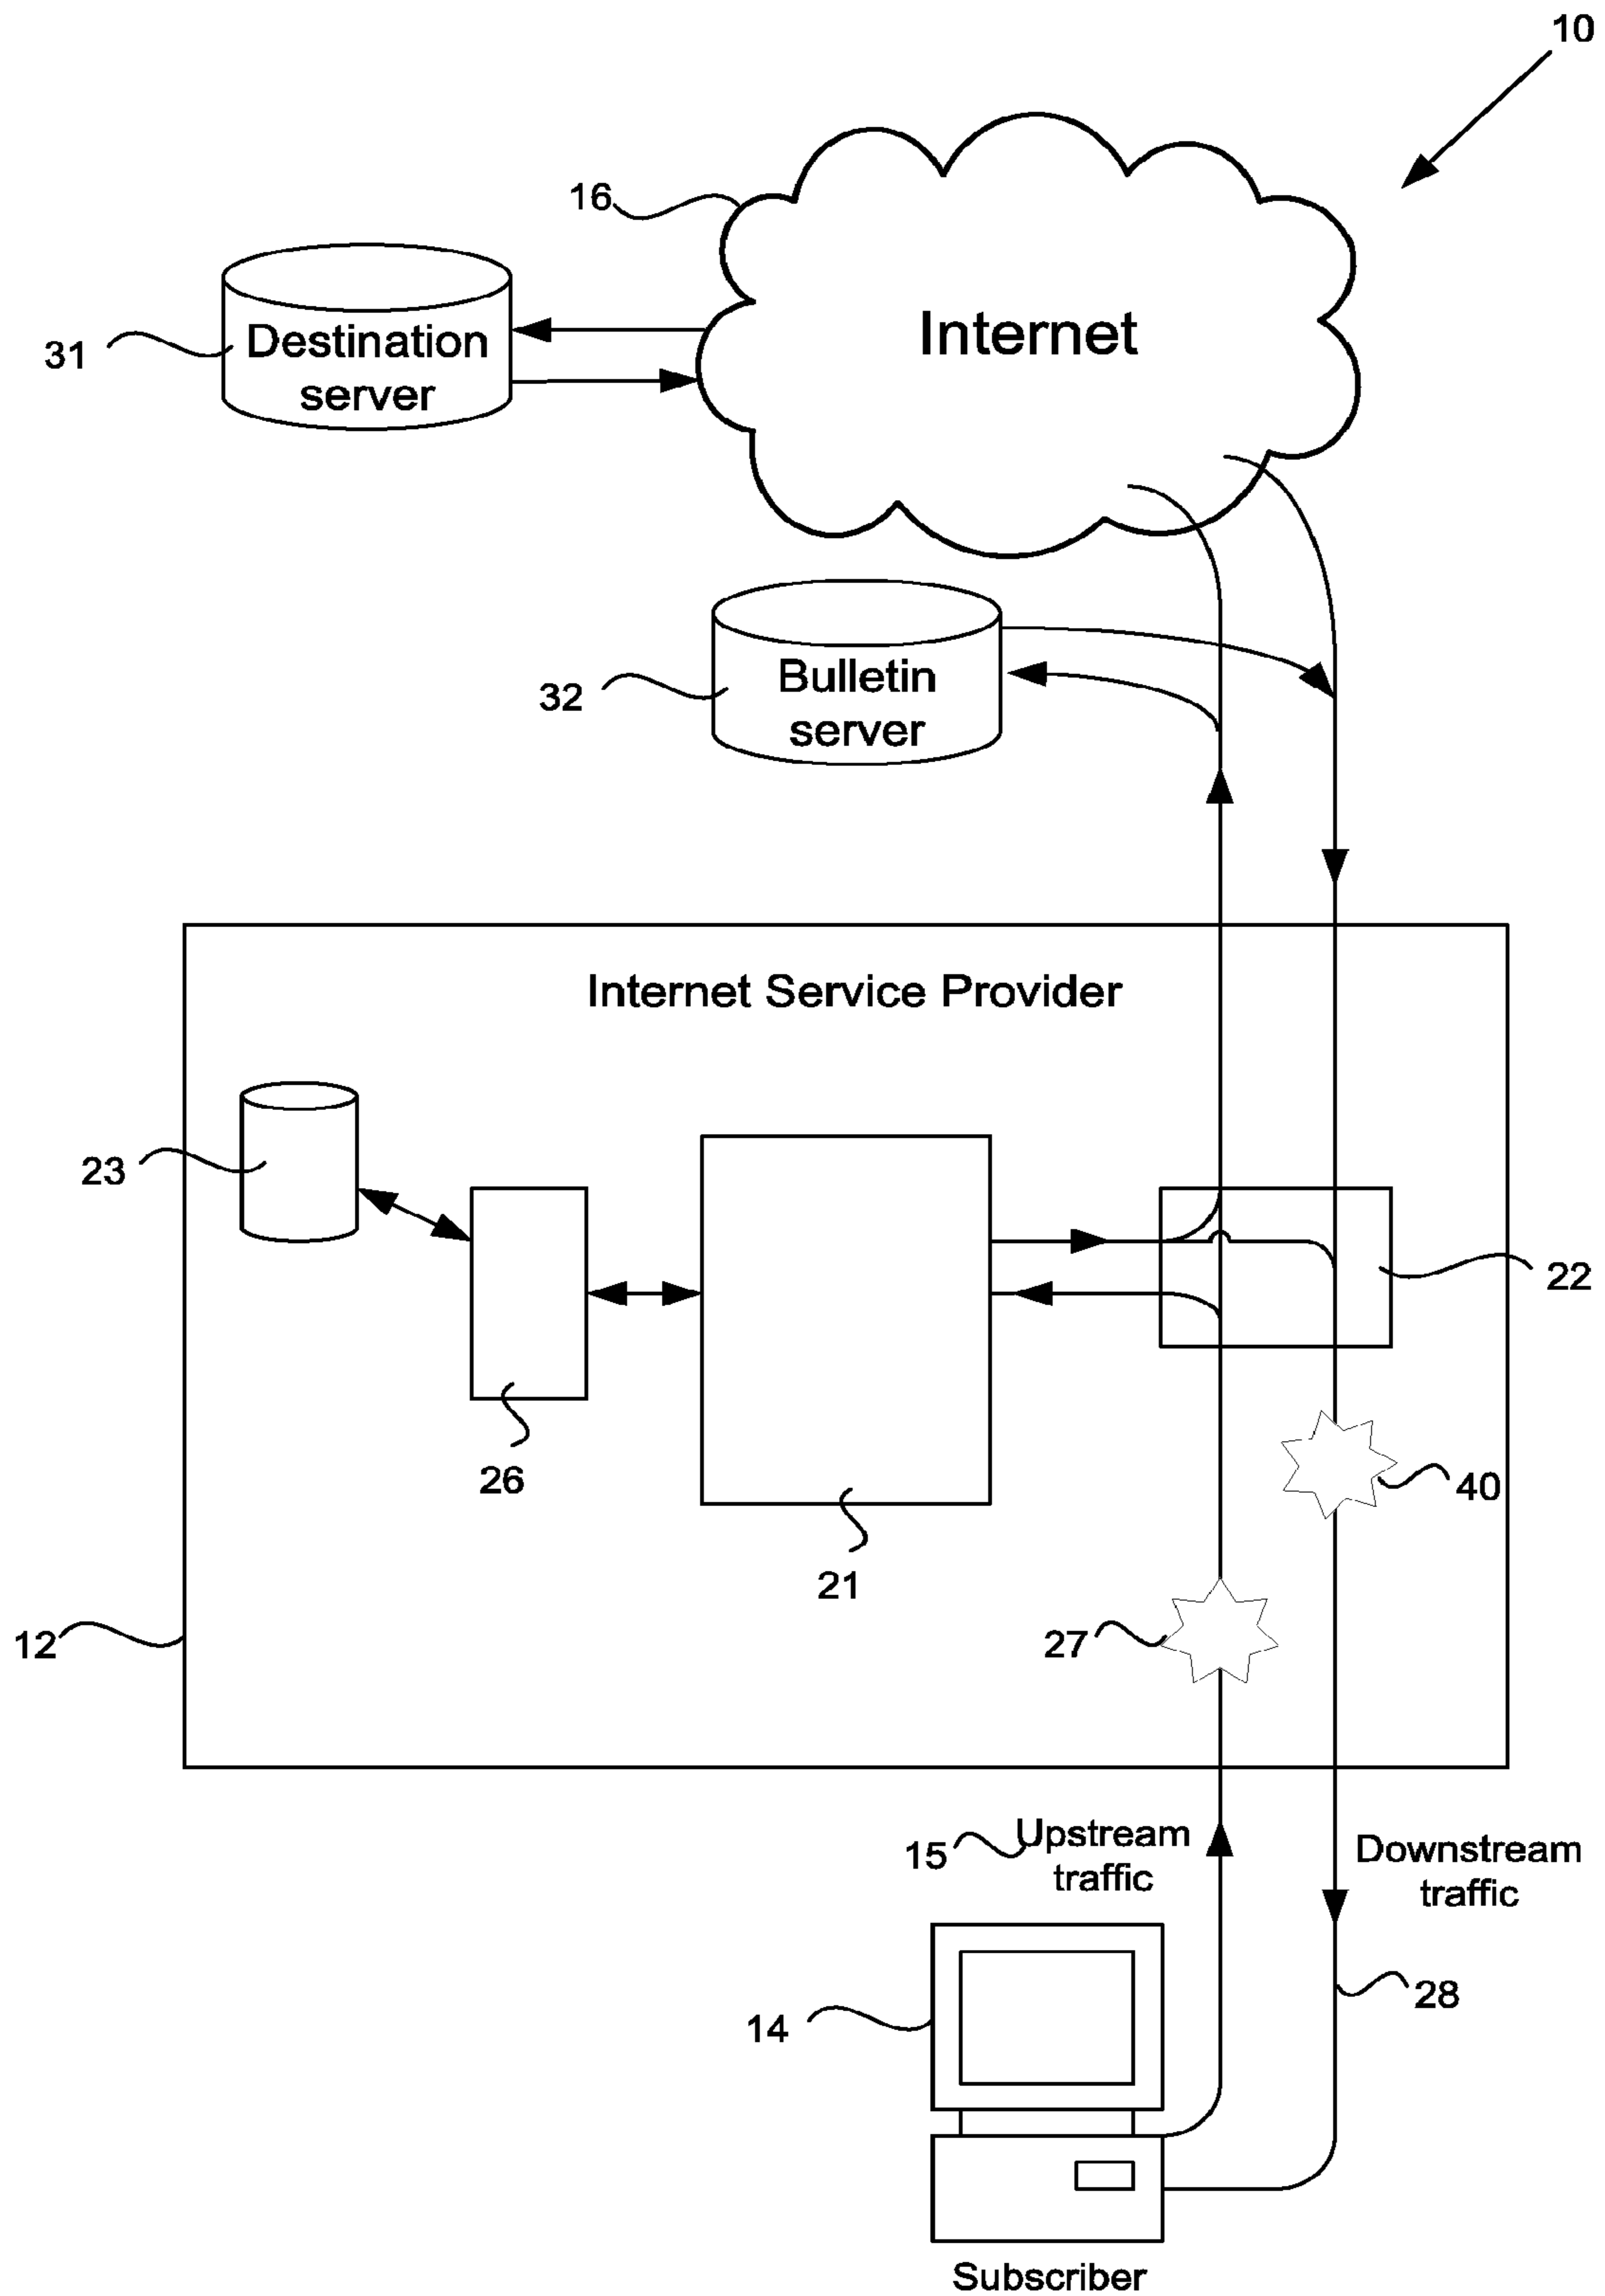 10
16
Internet
31
Destination
server
32
Bulletin
server
Internet Service Provider
23
22
26
40
21
27
12
15
Upstream
traffic
Downstream
traffic
28
14
Subscriber